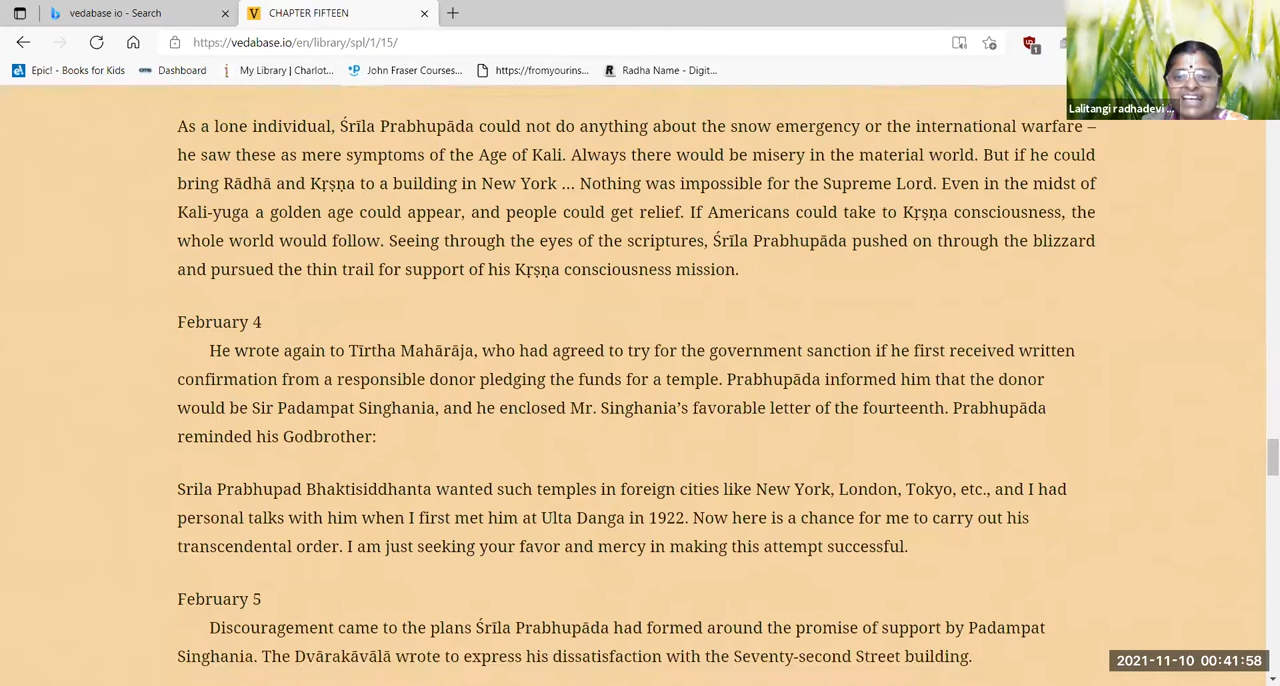 vedabase io - Search
CHAPTER FIFTEEN
https://vedabase.io/en/library/spl/1/15/
Epic! - Books for Kids
Dashboard
My Library | Charlot...
John Fraser Courses...
https://fromyourins...
Radha Name - Digit...
Lalitangi radhadevi ...
As a lone individual, Śrīla Prabhupāda could not do anything about the snow emergency or the international warfare –
he saw these as mere symptoms of the Age of Kali. Always there would be misery in the material world. But if he could
bring Rādhā and Kṛṣṇa to a building in New York … Nothing was impossible for the Supreme Lord. Even in the midst of
Kali-yuga a golden age could appear, and people could get relief. If Americans could take to Kṛṣṇa consciousness, the
whole world would follow. Seeing through the eyes of the scriptures, Śrīla Prabhupāda pushed on through the blizzard
and pursued the thin trail for support of his Kṛṣṇa consciousness mission.
February 4
He wrote again to Tīrtha Mahārāja, who had agreed to try for the government sanction if he first received written
confirmation from a responsible donor pledging the funds for a temple. Prabhupāda informed him that the donor
would be Sir Padampat Singhania, and he enclosed Mr. Singhania’s favorable letter of the fourteenth. Prabhupāda
reminded his Godbrother:
Srila Prabhupad Bhaktisiddhanta wanted such temples in foreign cities like New York, London, Tokyo, etc., and I had
personal talks with him when I first met him at Ulta Danga in 1922. Now here is a chance for me to carry out his
transcendental order. I am just seeking your favor and mercy in making this attempt successful.
February 5
Discouragement came to the plans Śrīla Prabhupāda had formed around the promise of support by Padampat
Singhania. The Dvārakāvālā wrote to express his dissatisfaction with the Seventy-second Street building.
2021-11-10 00:41:58